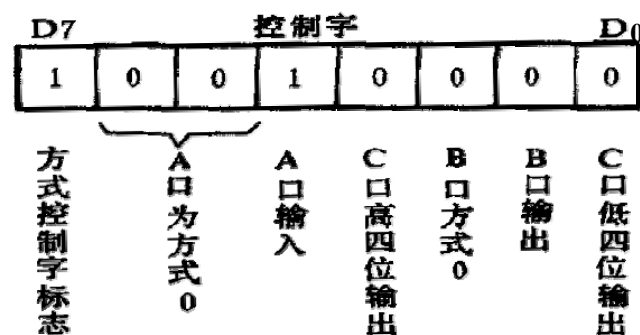 D7 控制字 D0
1 0 0 1 0 0 0 0
方式控制字标志
A口为方式0
A口输入
C口高四位输出
B口方式0
B口输出
C口低四位输出